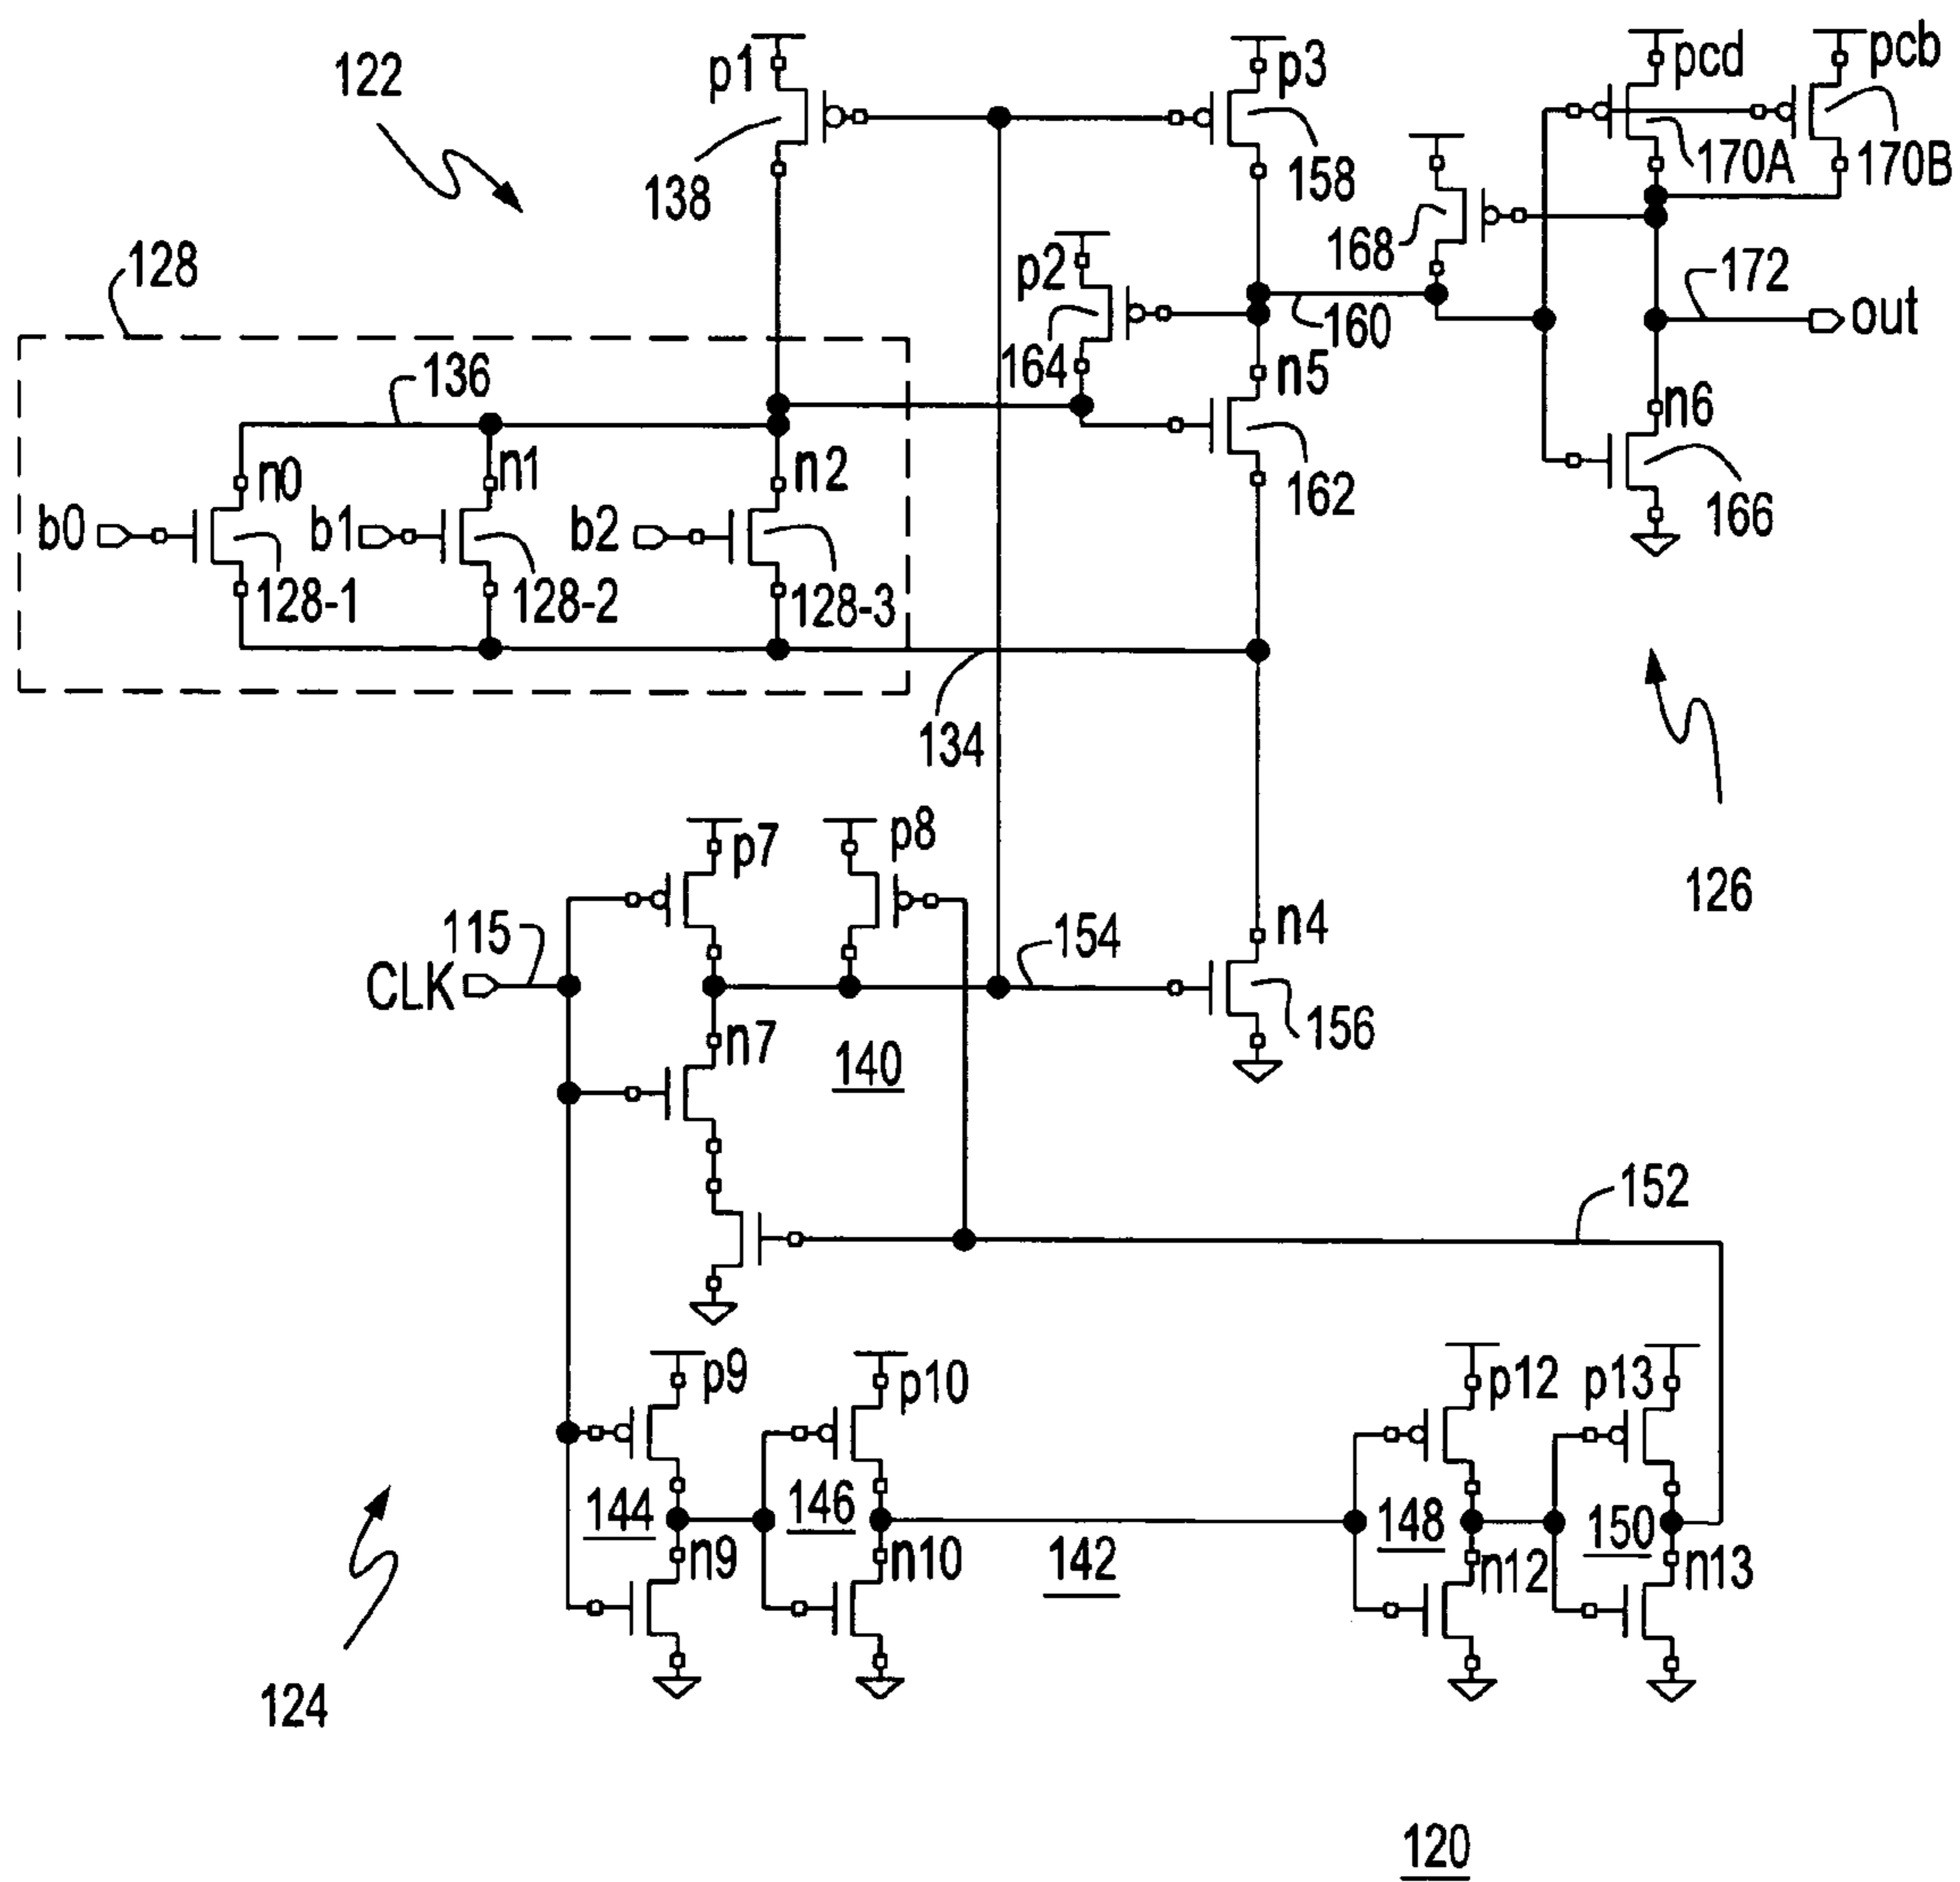 p1
p3
pcd
pcb
122
138
158
170A
170B
168
128
p2
172
160
out
164
n5
136
n6
n0
n1
n2
162
b0
b1
b2
166
128-1
128-2
128-3
134
p7
p8
126
115
154
n4
CLK
156
n7
140
152
p9
p10
p12
p13
144
146
148
150
n9
n10
142
n12
n13
124
120